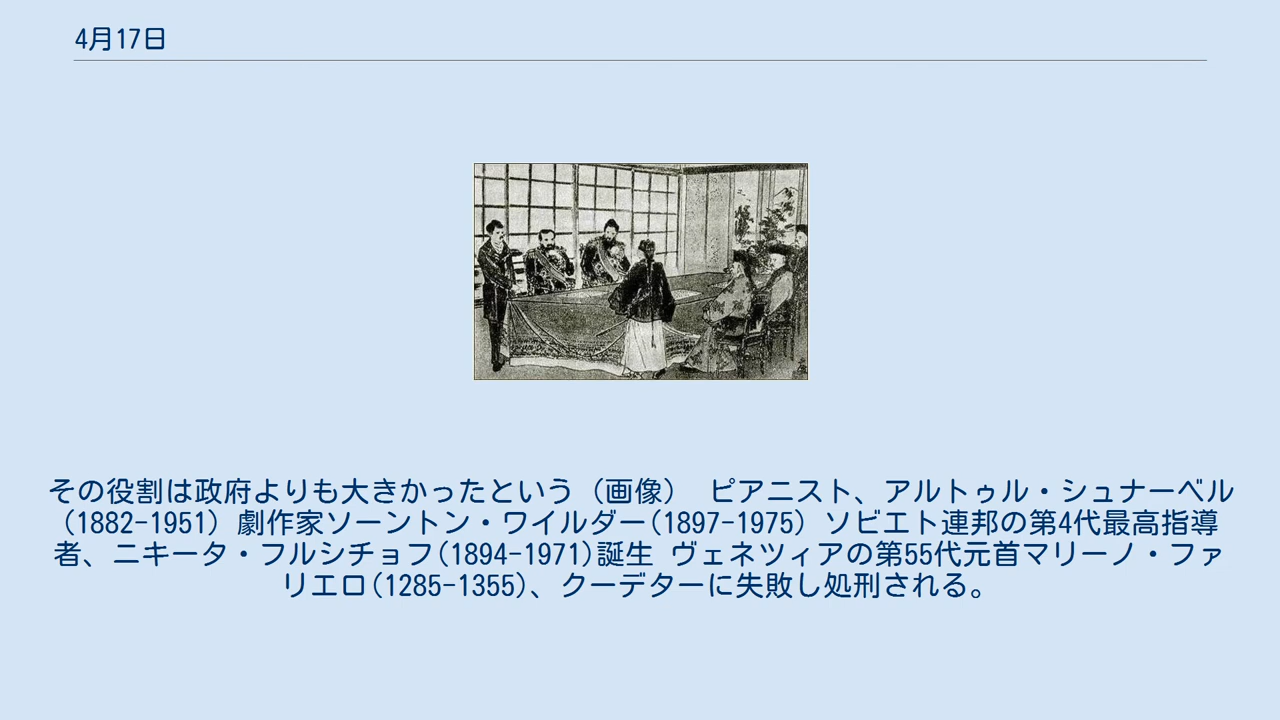 4月17日
その役割は政府よりも大きかったという（画像） ピアニスト、アルトゥル・シュナーベル
(1882-1951) 劇作家ソーントン・ワイルダー(1897-1975) ソビエト連邦の第4代最高指導
者、ニキータ・フルシチョフ(1894-1971)誕生 ヴェネツィアの第55代元首マリーノ・ファ
リエロ(1285-1355)、クーデターに失敗し処刑される。